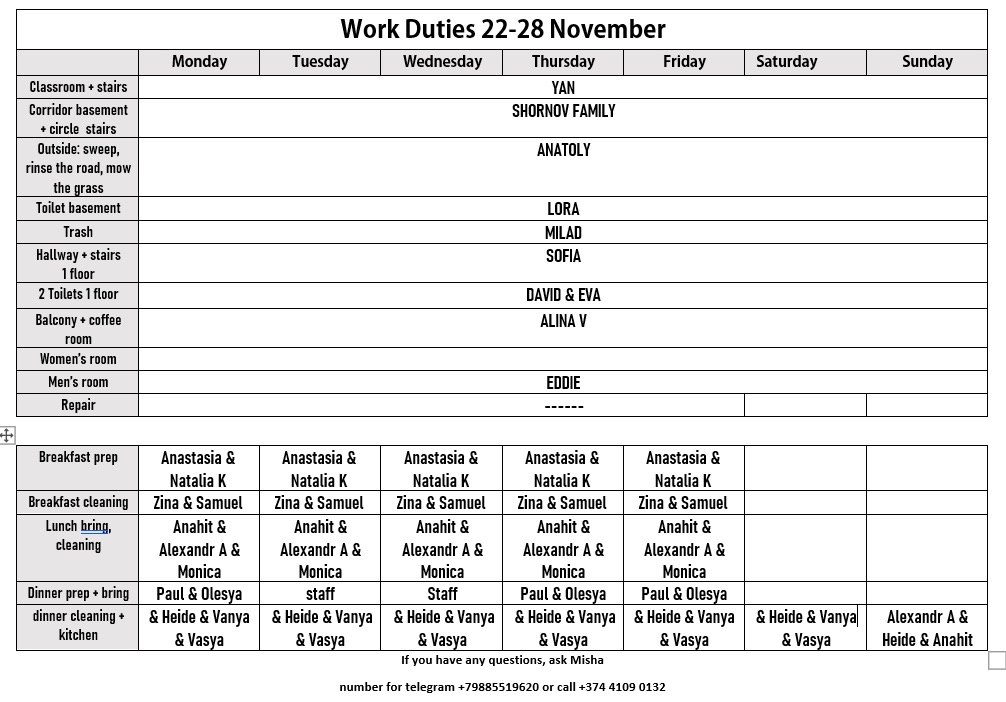 Work Duties 22-28 November
Monday Tuesday Wednesday Thursday Friday Saturday Sunday
Classroom + stairs YAN
Corridor basement SHORNOV FAMILY
+ circle stairs
Outside: sweep, ANATOLY
rinse the road, mow
the grass
Toilet basement LORA
Trash MILAD
Hallway + stairs SOFIA
1 floor
2 Toilets 1 floor DAVID & EVA
Balcony + coffee ALINA V
room
Women's room
Men's room EDDIE
Repair ------
Breakfast prep Anastasia & Anastasia & Anastasia & Anastasia & Anastasia &
Natalia K Natalia K Natalia K Natalia K Natalia K
Breakfast cleaning Zina & Samuel Zina & Samuel Zina & Samuel Zina & Samuel Zina & Samuel
Lunch bring, Anahit & Anahit & Anahit & Anahit & Anahit &
cleaning Alexandr A & Alexandr A & Alexandr A & Alexandr A & Alexandr A &
Monica Monica Monica Monica Monica
Dinner prep + bring Paul & Olesya staff Staff Paul & Olesya Paul & Olesya
dinner cleaning + & Heide & Vanya & Heide & Vanya & Heide & Vanya & Heide & Vanya & Heide & Vanya & Heide & Vanya Alexandr A &
kitchen & Vasya & Vasya & Vasya & Vasya & Vasya & Vasya Heide & Anahit
If you have any questions, ask Misha
number for telegram +79885519620 or call +374 4109 0132